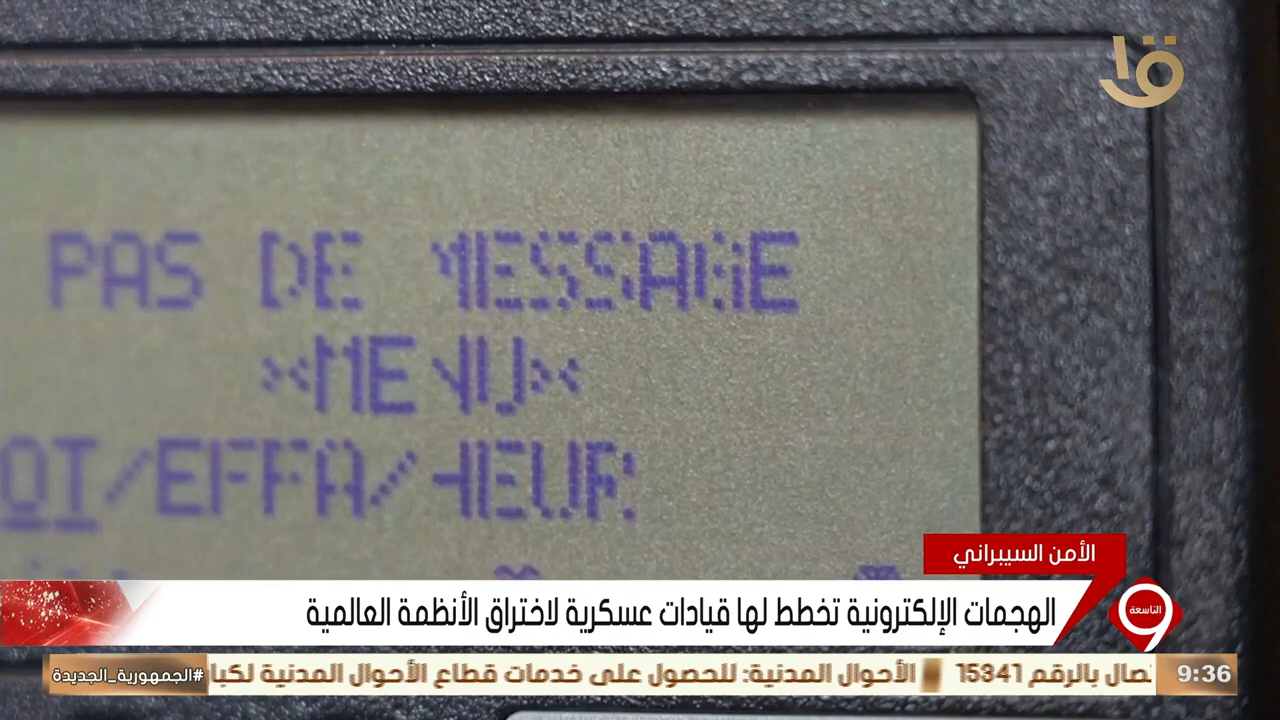 PAS DE MESSAGE
*MENU*
OI/EFFA/HEUR
الأمن السيبراني
الهجمات الإلكترونية تخطط لها قيادات عسكرية لاختراق الأنظمة العالمية
التاسعة
9:36 تصال بالرقم 15341 الأحوال المدنية: للحصول على خدمات قطاع الأحوال المدنية لكبا #الجمهورية_الجديدة